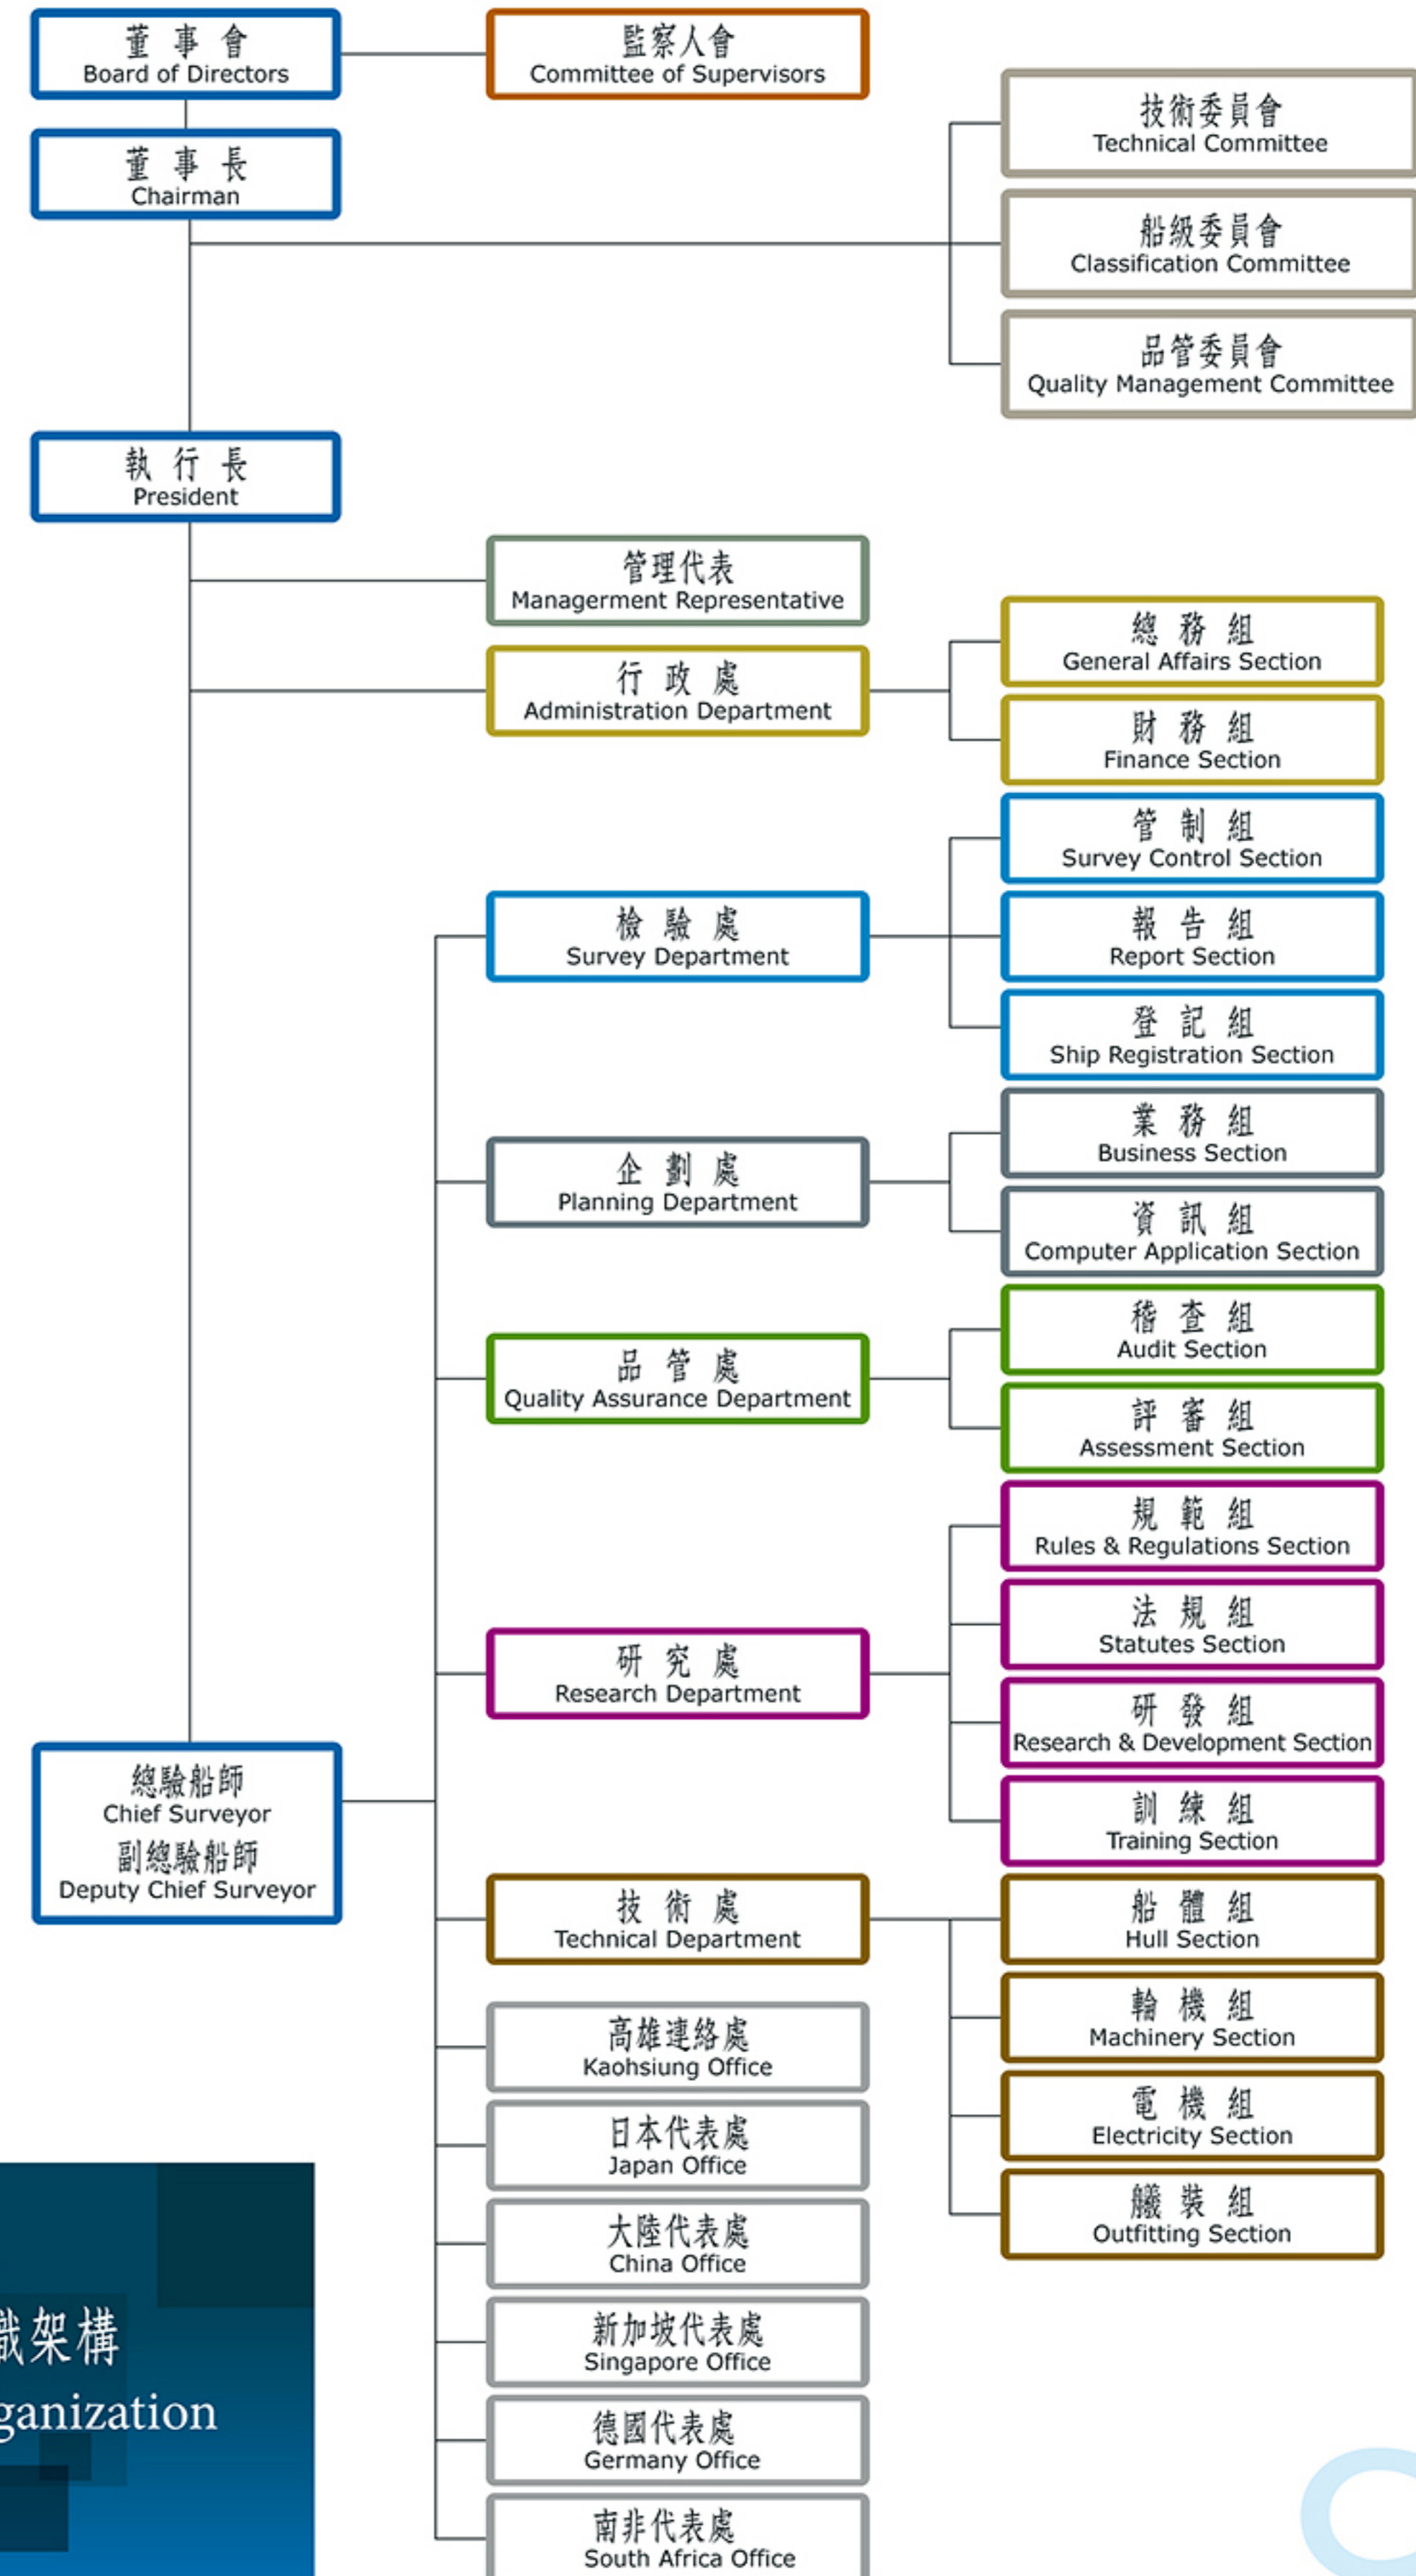 董事會
Board of Directors
監察人會
Committee of Supervisors
董事長
Chairman
技術委員會
Technical Committee
船級委員會
Classification Committee
品管委員會
Quality Management Committee
執行長
President
管理代表
Managerment Representative
行政處
Administration Department
總務組
General Affairs Section
財務組
Finance Section
檢驗處
Survey Department
管制組
Survey Control Section
報告組
Report Section
登記組
Ship Registration Section
企劃處
Planning Department
業務組
Business Section
資訊組
Computer Application Section
品管處
Quality Assurance Department
稽查組
Audit Section
評審組
Assessment Section
研究處
Research Department
規範組
Rules & Regulations Section
法規組
Statutes Section
研發組
Research & Development Section
訓練組
Training Section
總驗船師
Chief Surveyor
副總驗船師
Deputy Chief Surveyor
技術處
Technical Department
船體組
Hull Section
輪機組
Machinery Section
電機組
Electricity Section
艤裝組
Outfitting Section
高雄連絡處
Kaohsiung Office
日本代表處
Japan Office
大陸代表處
China Office
新加坡代表處
Singapore Office
德國代表處
Germany Office
南非代表處
South Africa Office
織架構
ganization